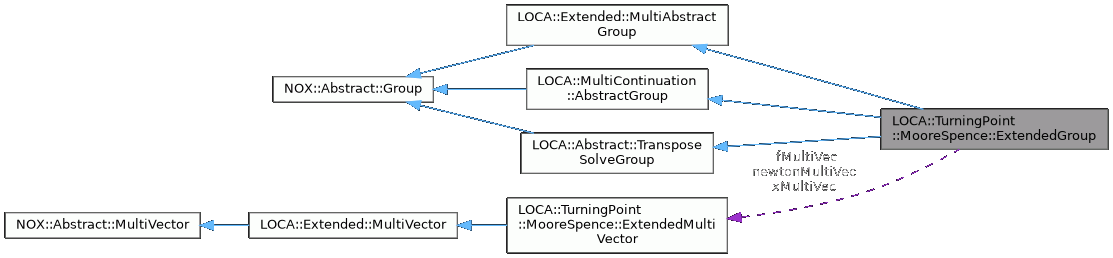 LOCA::Extended::MultiAbstract
Group
NOX::Abstract::Group
LOCA::MultiContinuation
::AbstractGroup
LOCA::TurningPoint
::MooreSpence::ExtendedGroup
LOCA::Abstract::Transpose
SolveGroup
fMultiVec
newtonMultiVec
xMultiVec
NOX::Abstract::MultiVector
LOCA::Extended::MultiVector
LOCA::TurningPoint
::MooreSpence::ExtendedMulti
Vector